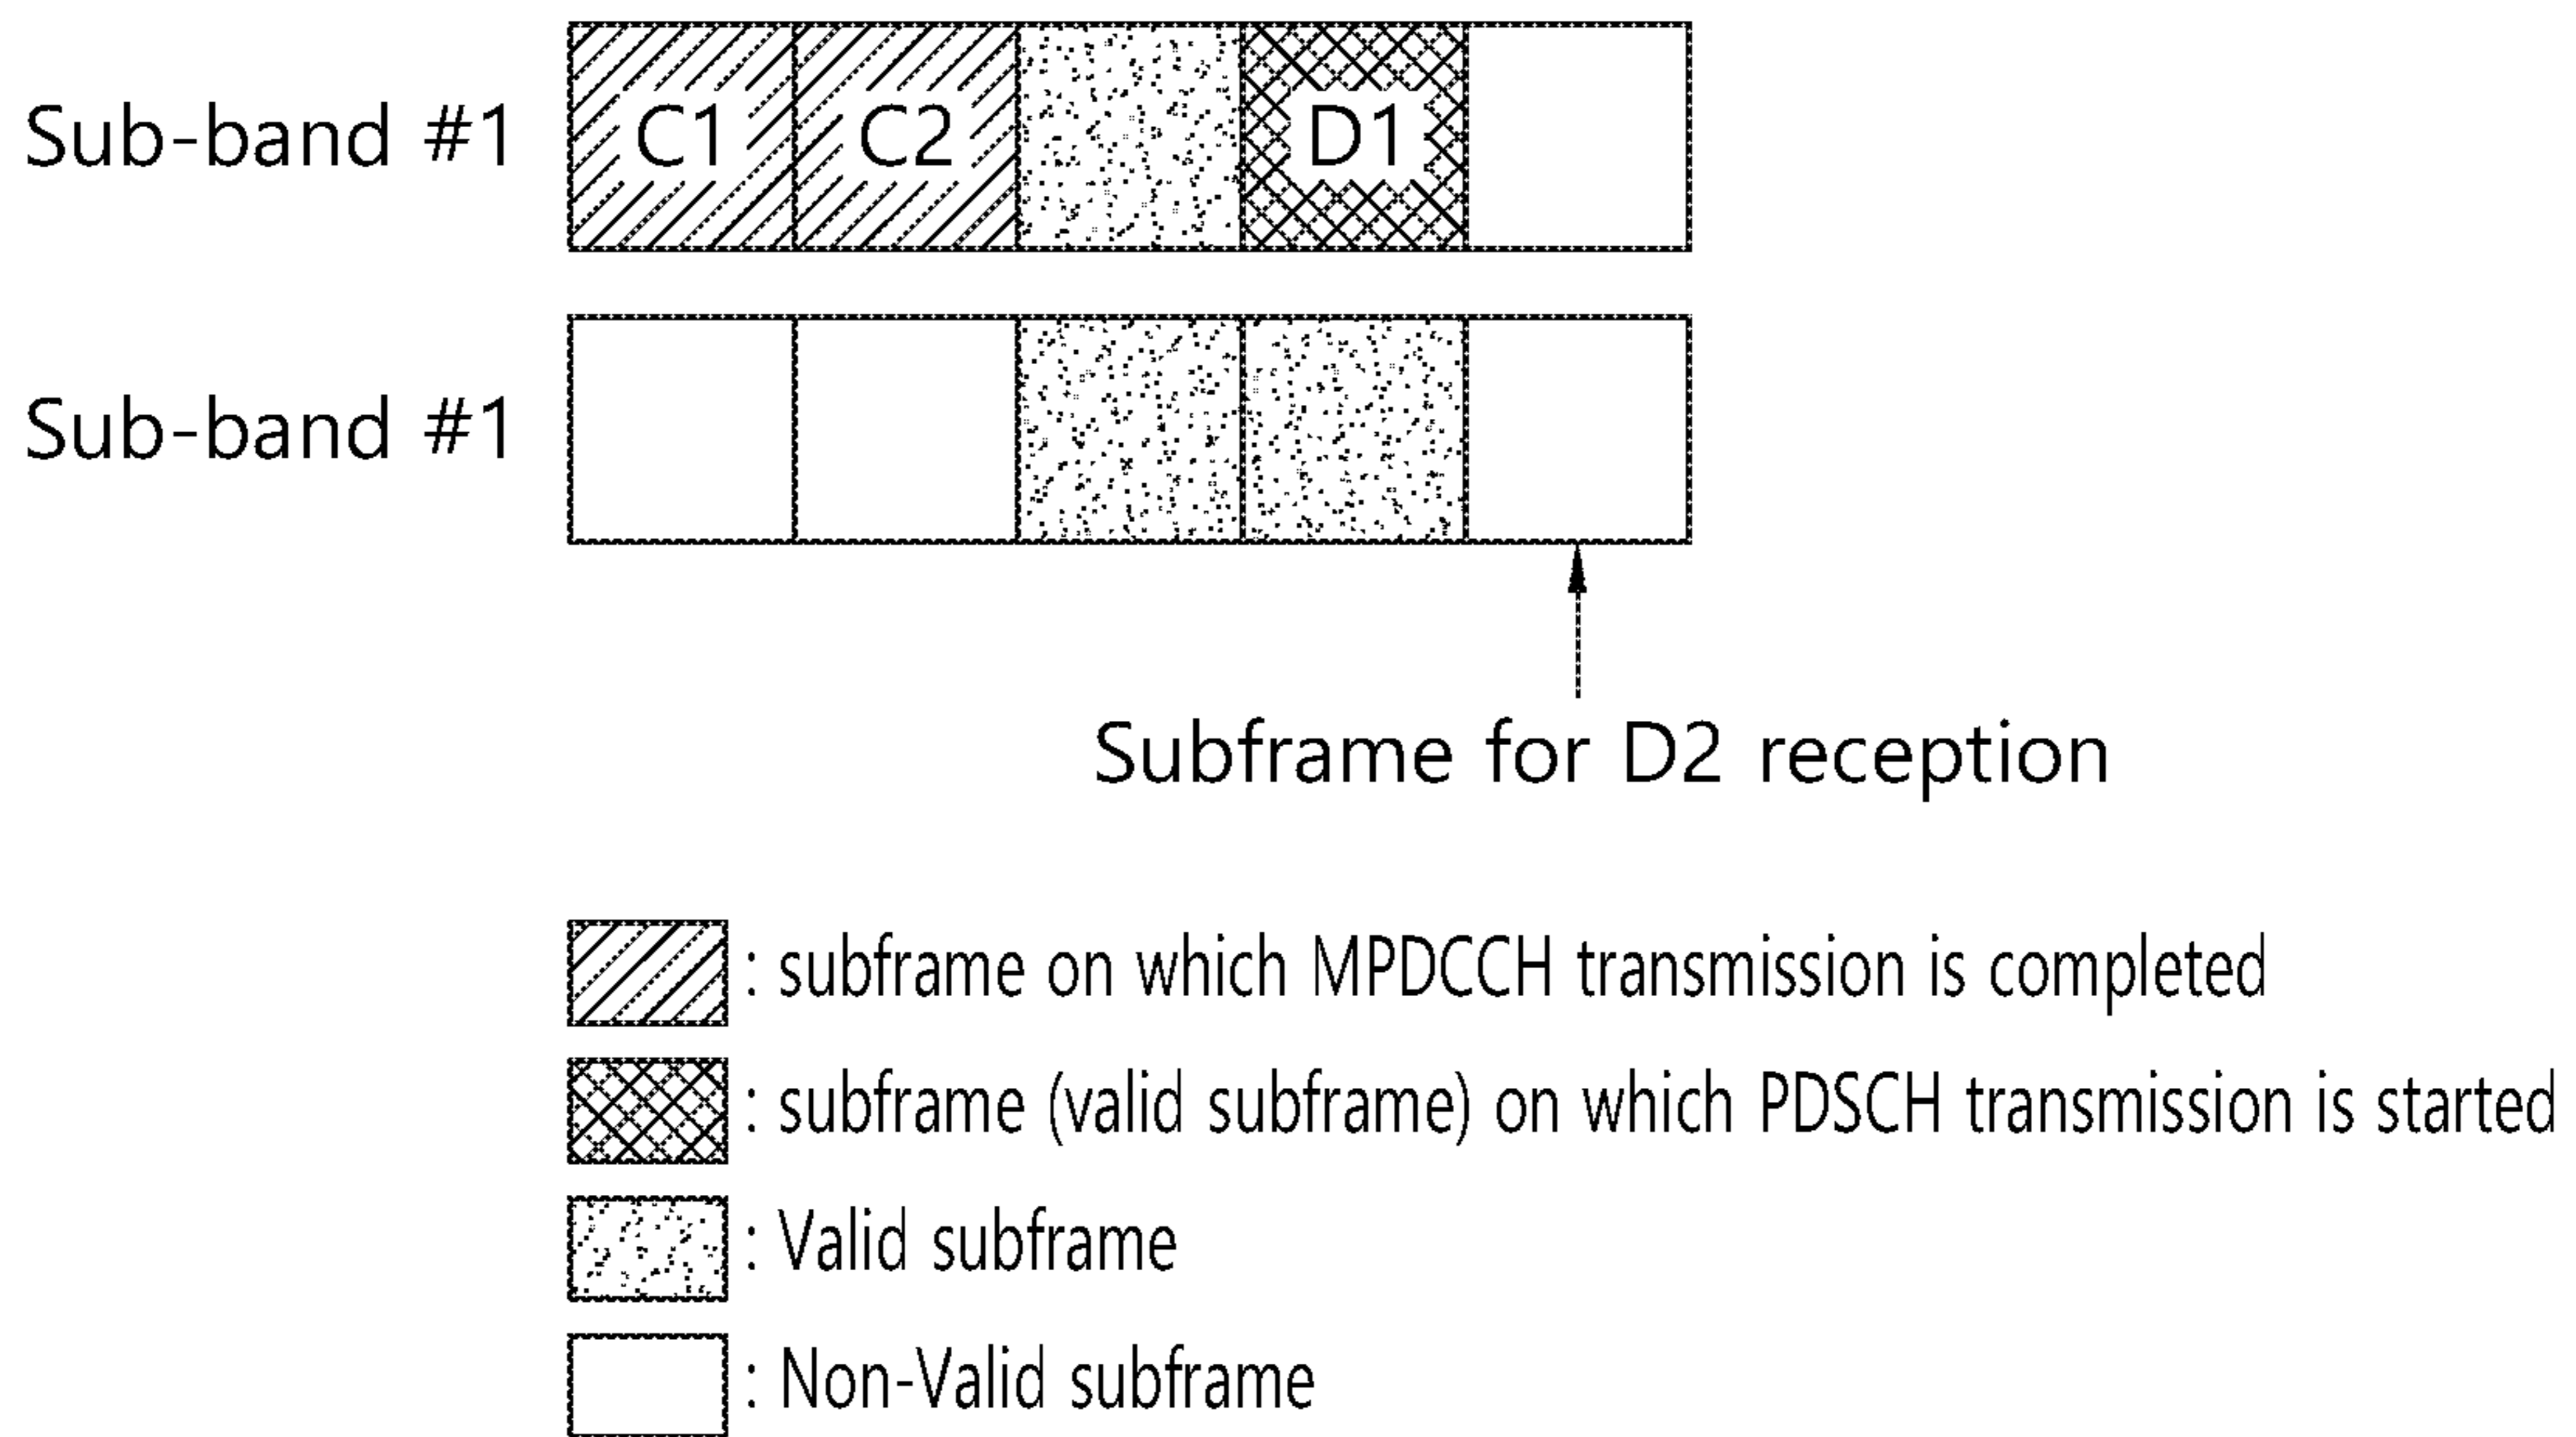 Sub-band #1 C1 C2 D1
Sub-band #1
Subframe for D2 reception
: subframe on which MPDCCH transmission is completed
: subframe (valid subframe) on which PDSCH transmission is started
: Valid subframe
: Non-Valid subframe